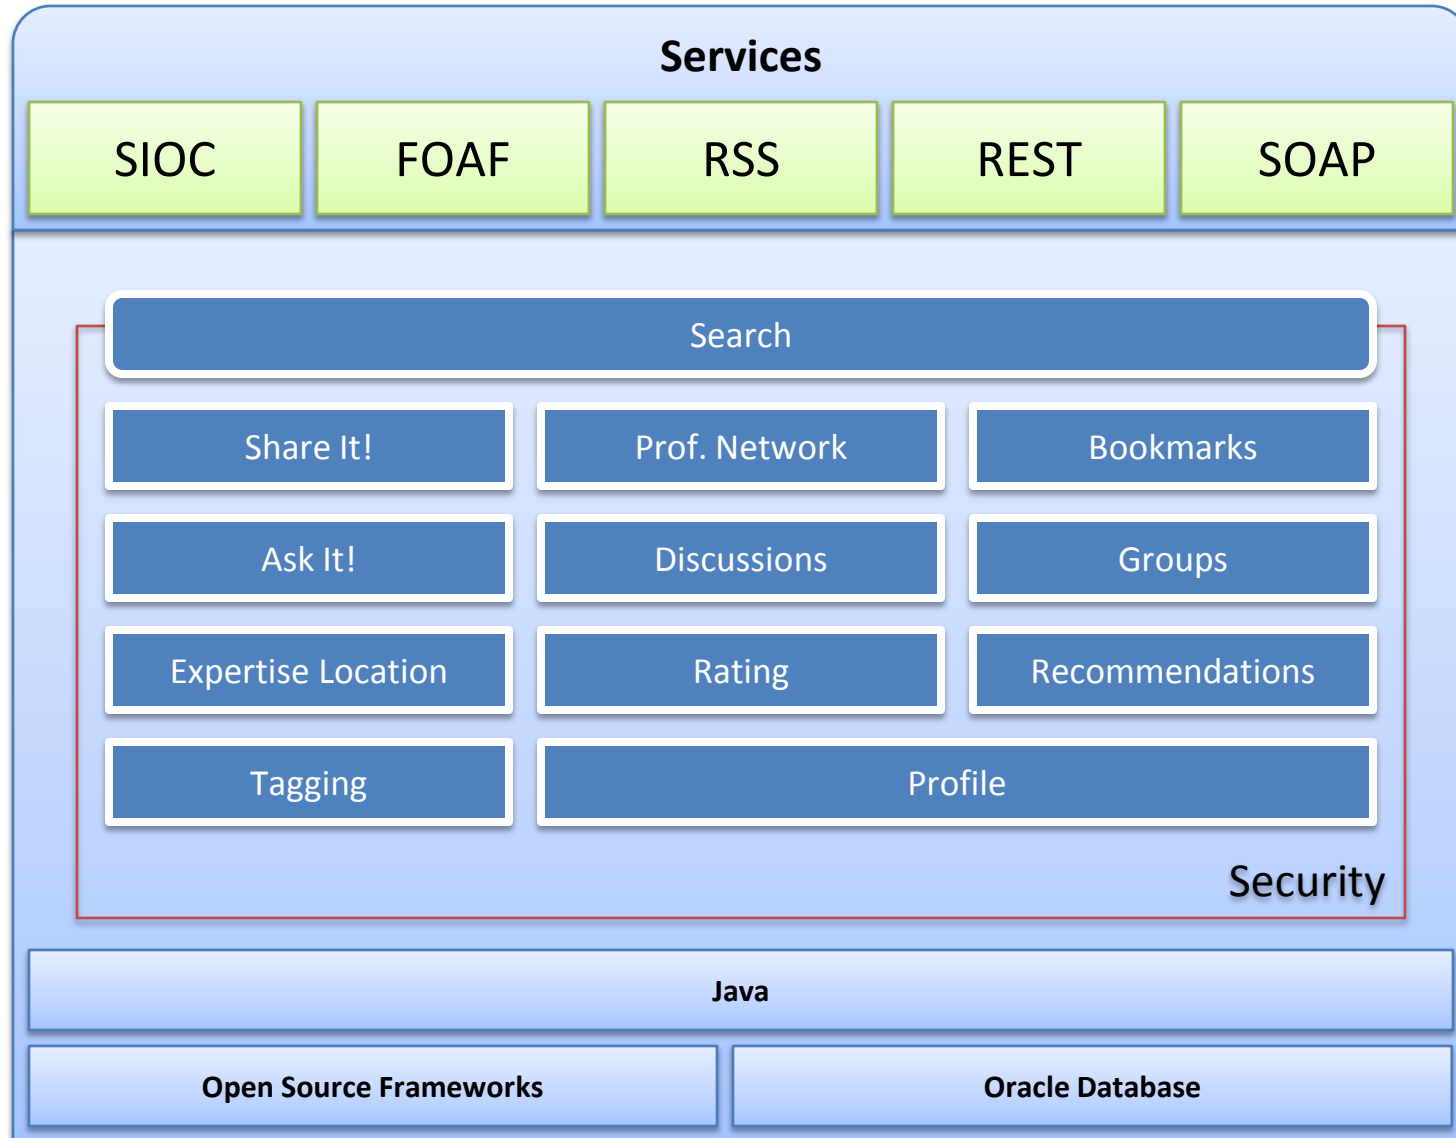 Services
SIOC
FOAF
RSS
REST
SOAP
Search
Share It!
Prof. Network
Bookmarks
Ask It!
Discussions
Groups
Expertise Location
Rating
Recommendations
Tagging
Profile
Security
Java
Open Source Frameworks
Oracle Database